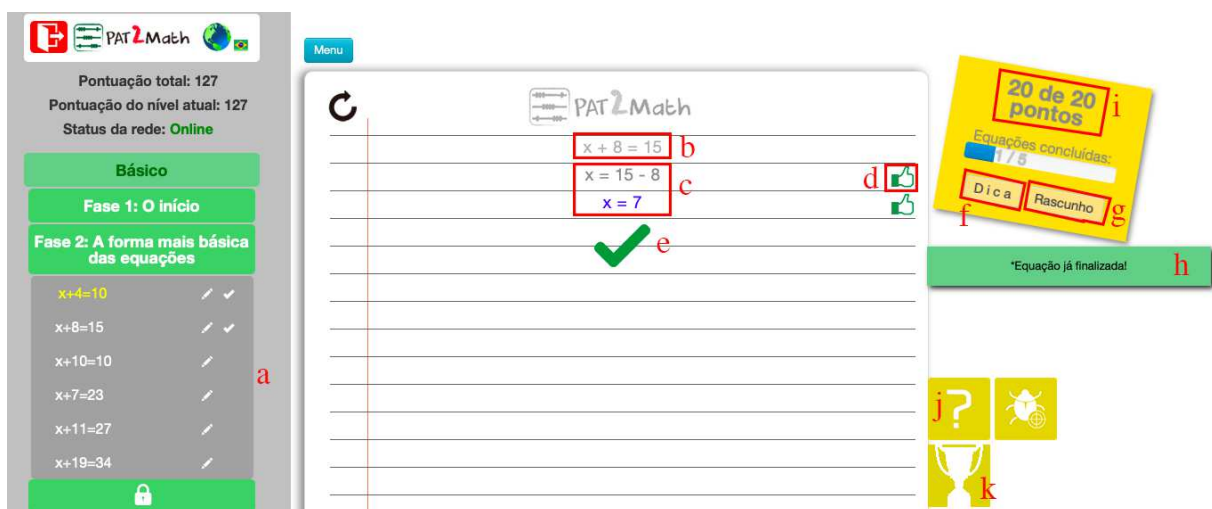 PAT2Math
Pontuação total: 127
Pontuação do nível atual: 127
Status da rede: Online
Básico
Fase 1: O início
Fase 2: A forma mais básica
das equações
x+4=10
x+8=15
x+10=10
x+7=23
x+11=27
x+19=34
a
Menu
PAT2Math
x + 8 = 15 b
x = 15 - 8
c
x = 7
d
e
20 de 20
pontos
i
Equações concluídas:
1 / 5
Dica
Rascunho
f
g
*Equação já finalizada!
h
j ?
k